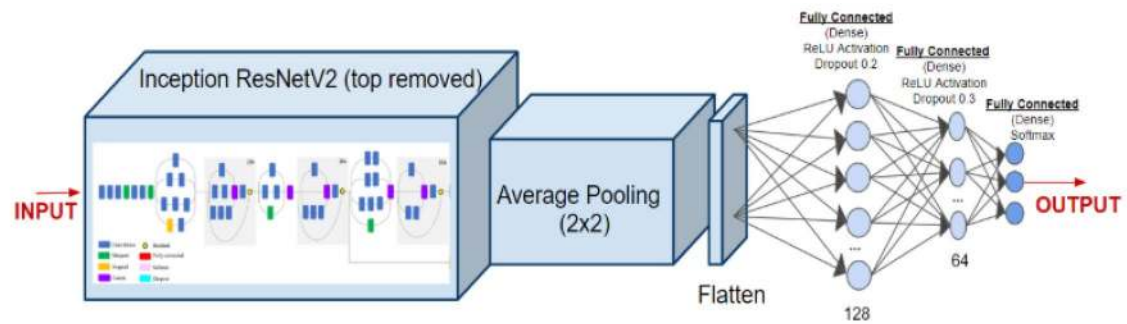 Inception ResNetV2 (top removed)
INPUT
Average Pooling
(2x2)
Flatten
Fully Connected
(Dense)
ReLU Activation
Dropout 0.2
128
Fully Connected
(Dense)
ReLU Activation
Dropout 0.3
64
Fully Connected
(Dense)
Softmax
OUTPUT
...
...